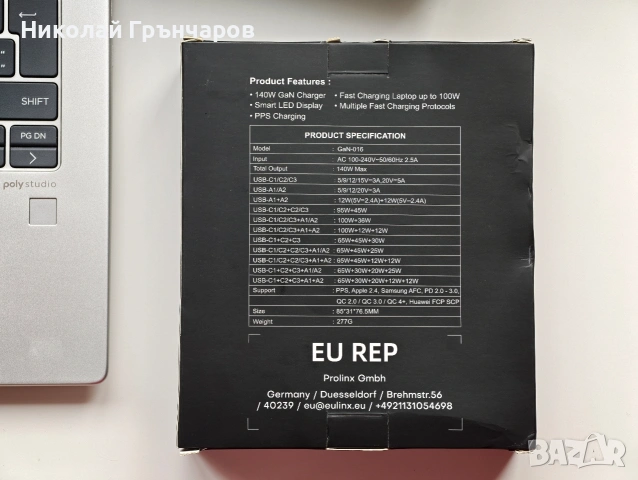 Николай Грънчаров
SHIFT
PG DN
poly studio
Product Features :
• 140W GaN Charger • Fast Charging Laptop up to 100W
• Smart LED Display • Multiple Fast Charging Protocols
• PPS Charging
PRODUCT SPECIFICATION
Model : GaN-016
Input : AC 100-240V~50/60Hz 2.5A
Total Output : 140W Max
USB-C1/C2/C3 : 5/9/12/15V⎓3A,20V⎓5A
USB-A1/A2 : 5/9/12/20V⎓3A
USB-A1+A2 : 12W(5V⎓2.4A)+12W(5V⎓2.4A)
USB-C1/C2+C2/C3 : 95W+45W
USB-C1/C2/C3+A1/A2 : 100W+36W
USB-C1/C2/C3+A1+A2 : 100W+12W+12W
USB-C1+C2+C3 : 65W+45W+30W
USB-C1/C2+C2/C3+A1/A2 : 65W+45W+25W
USB-C1/C2+C2/C3+A1+A2 : 65W+45W+12W+12W
USB-C1+C2+C3+A1/A2 : 65W+30W+20W+25W
USB-C1+C2+C3+A1+A2 : 65W+30W+20W+12W+12W
Support : PPS, Apple 2.4, Samsung AFC, PD 2.0 - 3.0,
QC 2.0 / QC 3.0 / QC 4+, Huawei FCP SCP
Size : 85*31*76.5MM
Weight : 277G
EU REP
Prolinx Gmbh
Germany / Duesseldorf / Brehmstr.56
/ 40239 / eu@eulinx.eu / +4921131054698
BAZAR